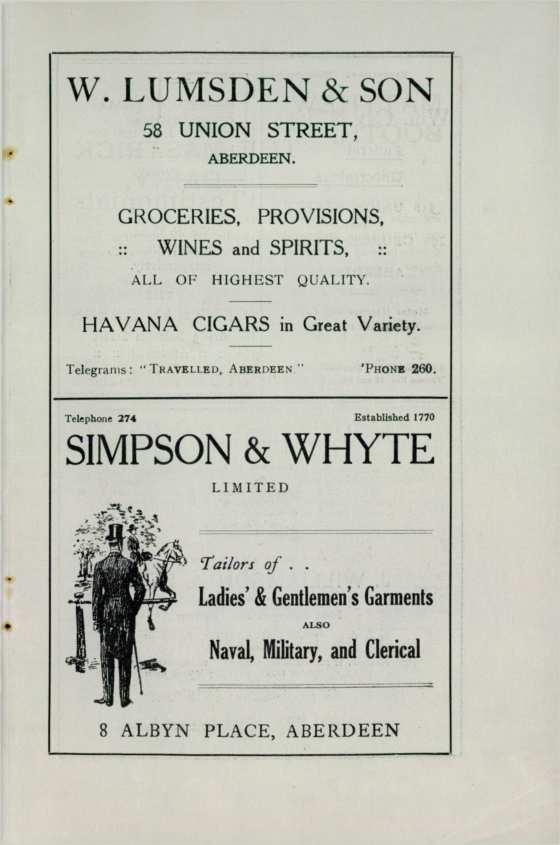 W. LUMSDEN & SON
58 UNION STREET,
ABERDEEN.
GROCERIES, PROVISIONS,
:: WINES and SPIRITS, ::
ALL OF HIGHEST QUALITY.
HAVANA CIGARS in Great Variety.
Telegrams: "TRAVELLED, ABERDEEN." 'PHONE 260.
Telephone 274 Established 1770
SIMPSON & WHYTE
LIMITED
Tailors of . .
Ladies' & Gentlemen's Garments
ALSO
Naval, Military, and Clerical
8 ALBYN PLACE, ABERDEEN